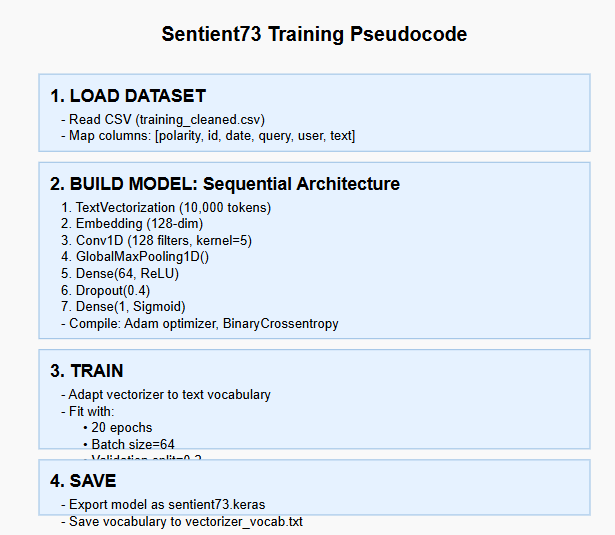 Sentient73 Training Pseudocode
1. LOAD DATASET
- Read CSV (training_cleaned.csv)
- Map columns: [polarity, id, date, query, user, text]
2. BUILD MODEL: Sequential Architecture
1. TextVectorization (10,000 tokens)
2. Embedding (128-dim)
3. Conv1D (128 filters, kernel=5)
4. GlobalMaxPooling1D()
5. Dense(64, ReLU)
6. Dropout(0.4)
7. Dense(1, Sigmoid)
- Compile: Adam optimizer, BinaryCrossentropy
3. TRAIN
- Adapt vectorizer to text vocabulary
- Fit with:
• 20 epochs
• Batch size=64
• Validation split=0.2
4. SAVE
- Export model as sentient73.keras
- Save vocabulary to vectorizer_vocab.txt